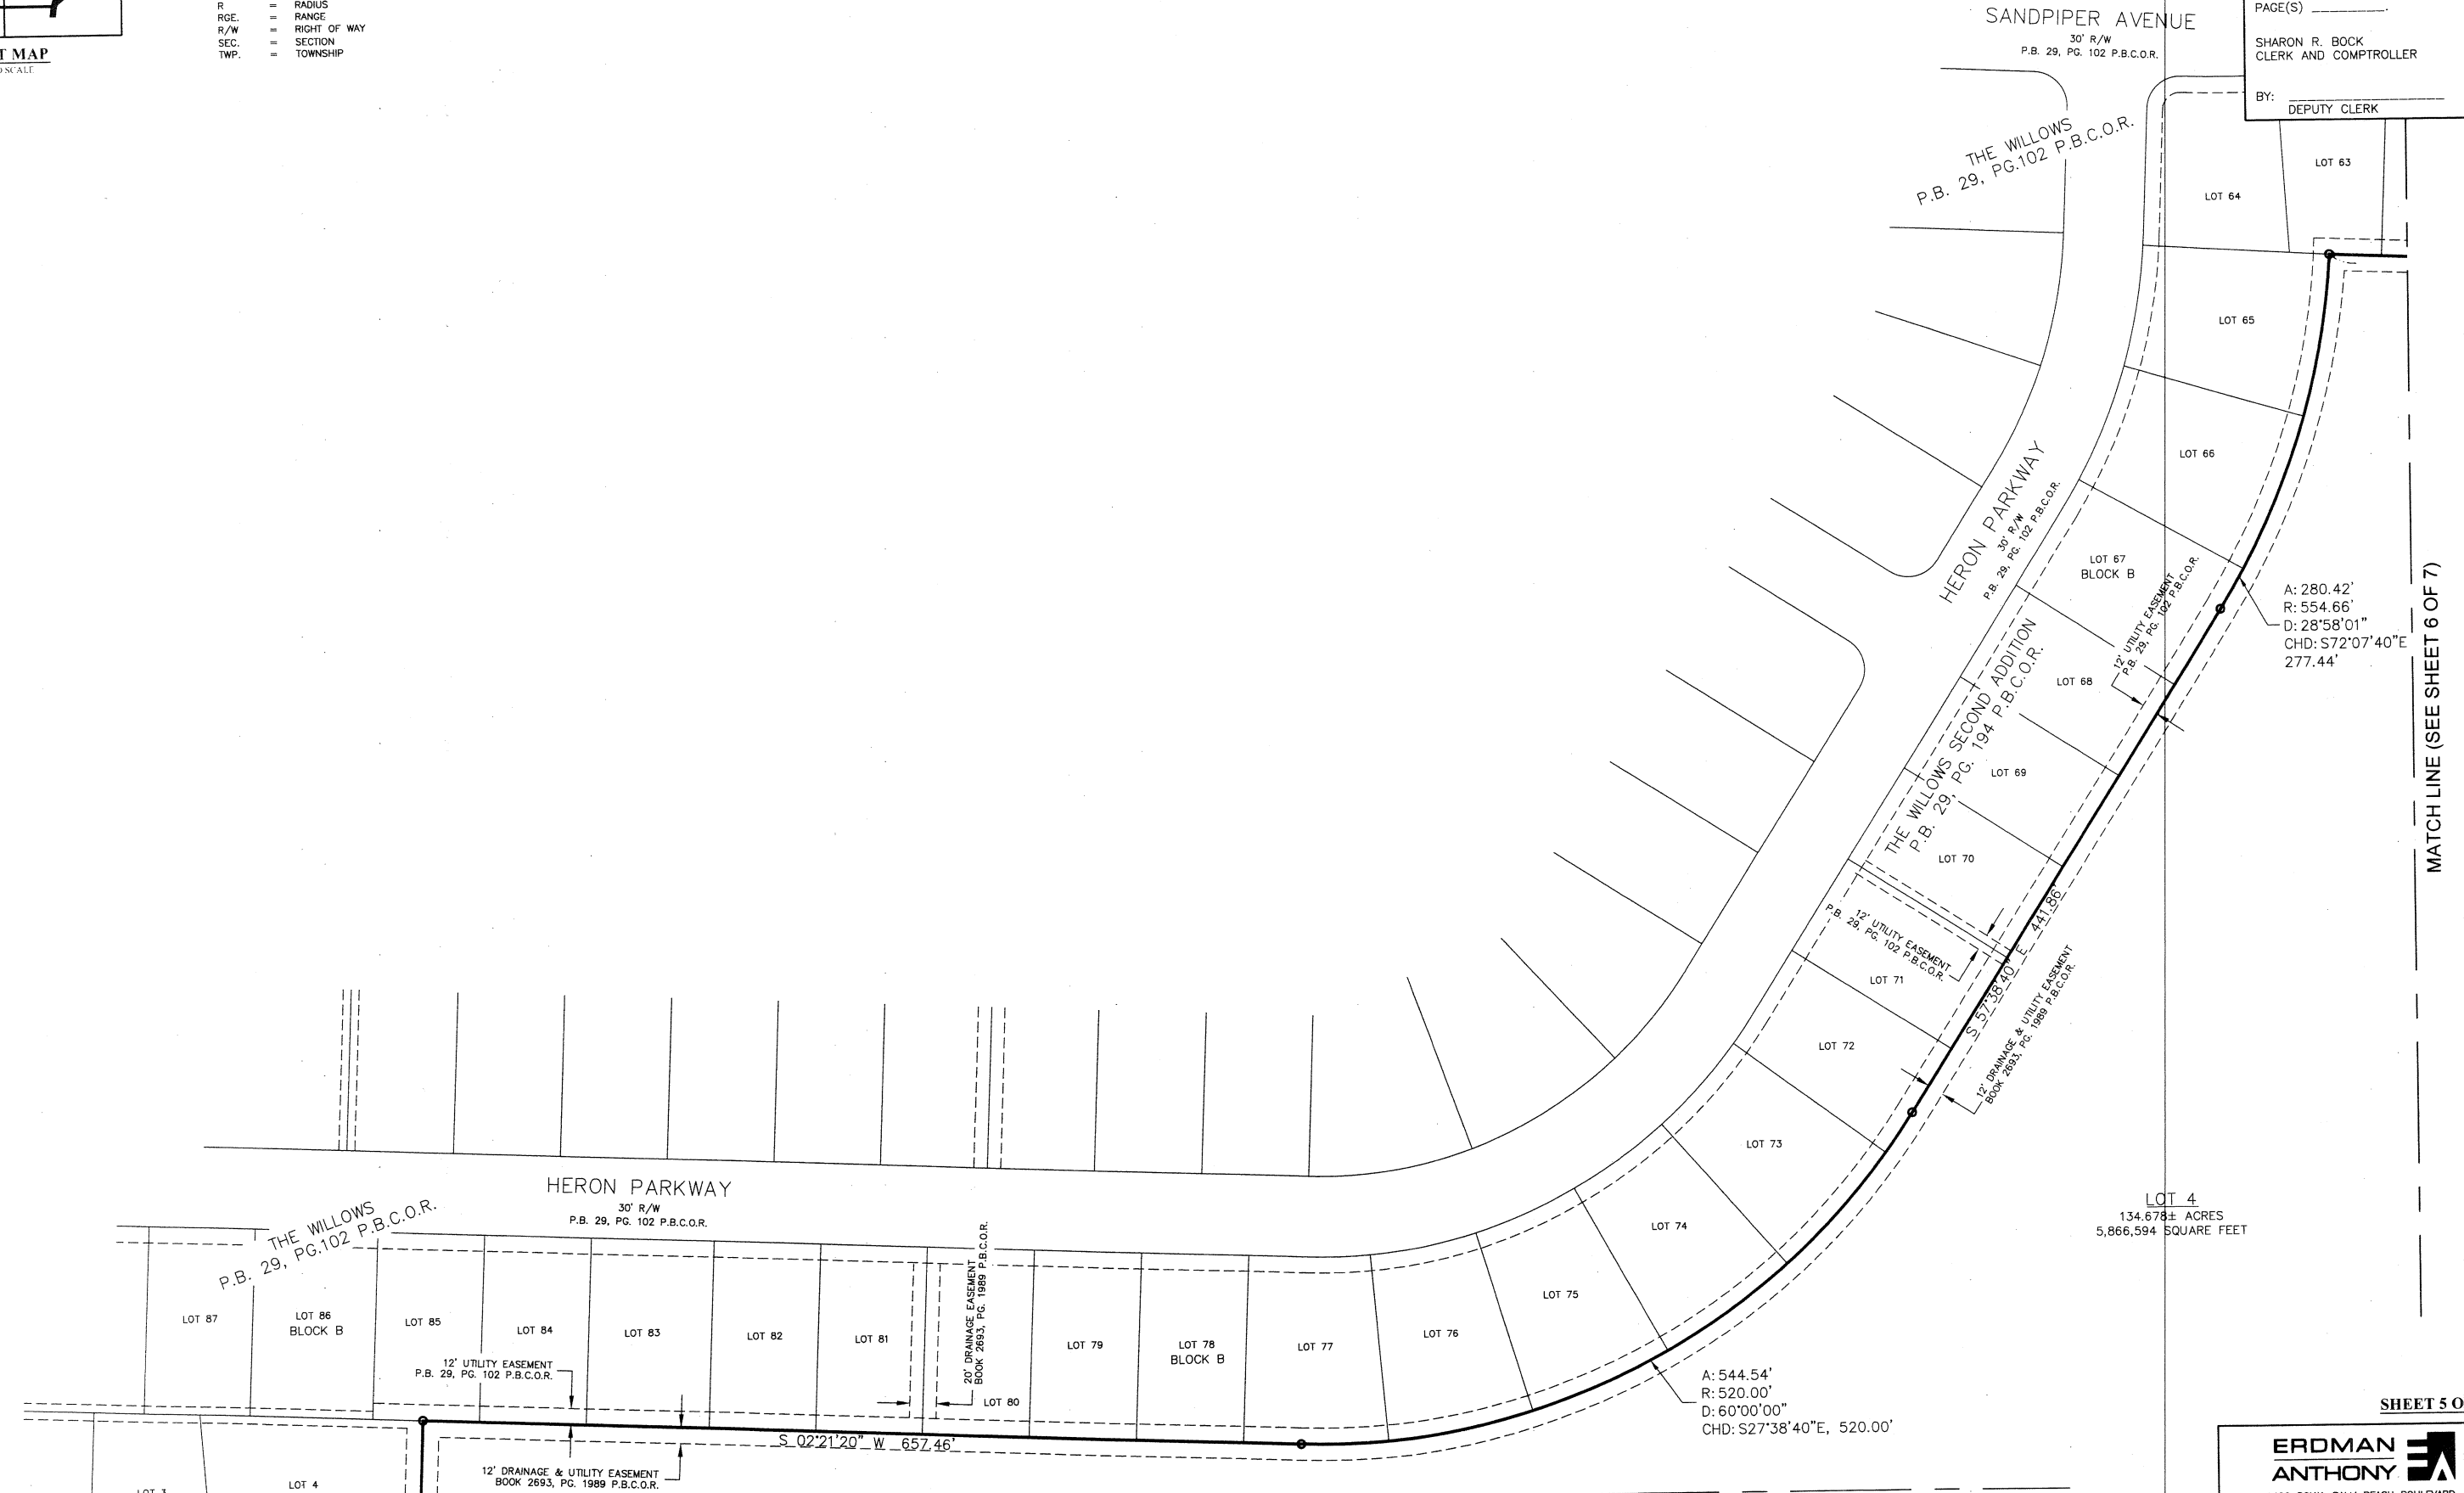 R = RADIUS
RGE. = RANGE
R/W = RIGHT OF WAY
SEC. = SECTION
TWP. = TOWNSHIP
MAP
SCALE
SANDPIPER AVENUE
30' R/W
P.B. 29, PG. 102 P.B.C.O.R.
PAGE(S) ________.
SHARON R. BOCK
CLERK AND COMPTROLLER
BY: ________
DEPUTY CLERK
THE WILLOWS
P.B. 29, PG.102 P.B.C.O.R.
LOT 63
LOT 64
LOT 65
LOT 66
HERON PARKWAY
30' R/W
P.B. 29, PG. 102 P.B.C.O.R.
LOT 67
BLOCK B
12' UTILITY EASEMENT
P.B. 29, PG. 102 P.B.C.O.R.
A: 280.42'
R: 554.66'
D: 28°58'01"
CHD: S72°07'40"E
277.44'
MATCH LINE (SEE SHEET 6 OF 7)
LOT 68
THE WILLOWS SECOND ADDITION
P.B. 29, PG. 194 P.B.C.O.R.
LOT 69
LOT 70
12' UTILITY EASEMENT
P.B. 29, PG. 102 P.B.C.O.R.
S 57°38'40" E 441.86'
LOT 71
12' DRAINAGE & UTILITY EASEMENT
BOOK 2693, PG. 1989 P.B.C.O.R.
LOT 72
LOT 73
LOT 74
LOT 75
LOT 4
134.678± ACRES
5,866,594 SQUARE FEET
HERON PARKWAY
30' R/W
P.B. 29, PG. 102 P.B.C.O.R.
THE WILLOWS
P.B. 29, PG.102 P.B.C.O.R.
LOT 87
LOT 86
BLOCK B
LOT 85
LOT 84
LOT 83
LOT 82
LOT 81
20' DRAINAGE EASEMENT
BOOK 2693, PG. 1989 P.B.C.O.R.
LOT 80
LOT 79
LOT 78
BLOCK B
LOT 77
LOT 76
12' UTILITY EASEMENT
P.B. 29, PG. 102 P.B.C.O.R.
A: 544.54'
R: 520.00'
D: 60°00'00"
CHD: S27°38'40"E, 520.00'
S 02°21'20" W 657.46'
12' DRAINAGE & UTILITY EASEMENT
BOOK 2693, PG. 1989 P.B.C.O.R.
LOT 3
LOT 4
SHEET 5 O
ERDMAN
ANTHONY